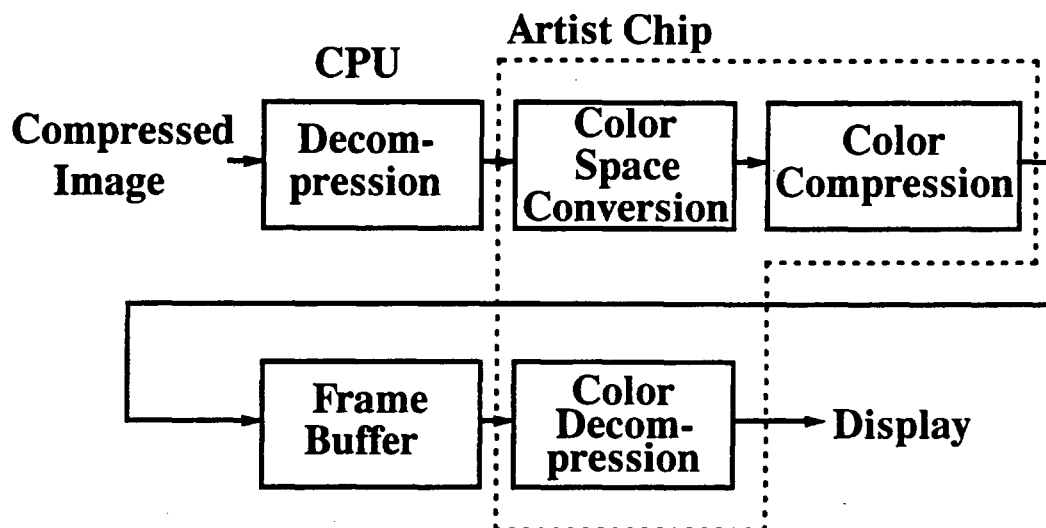 Artist Chip
CPU
Compressed
Image
Decom-
pression
Color
Space
Conversion
Color
Compression
Frame
Buffer
Color
Decom-
pression
Display